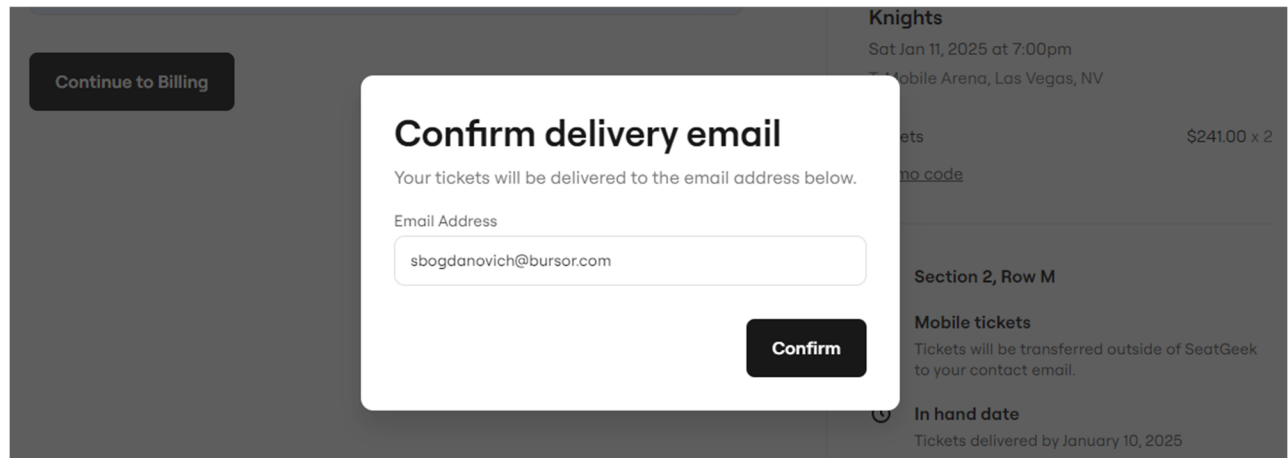 Knights
Sat Jan 11, 2025 at 7:00pm
Continue to Billing
Mobile Arena, Las Vegas, NV
Confirm delivery email
ets
$241.00 x 2
Your tickets will be delivered to the email address below.
mo code
Email Address
sbogdanovich@bursor.com
Section 2, Row M
Mobile tickets
Confirm
Tickets will be transferred outside of SeatGeek
to your contact email.
In hand date
Tickets delivered by January 10, 2025